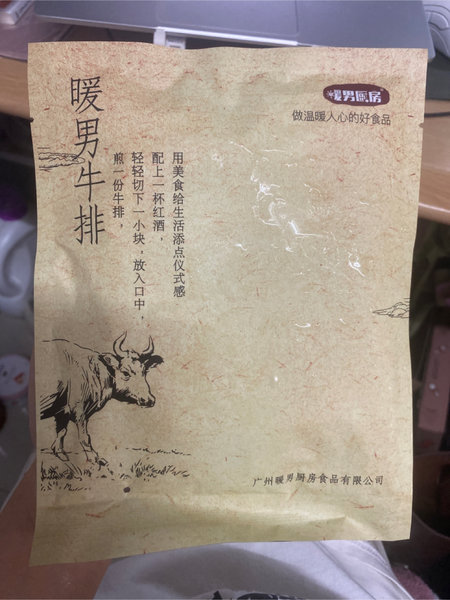 暖男牛排
煎一份牛排，
轻轻切下一小块，放入口中，
配上一杯红酒，
用美食给生活添点仪式感
暖男厨房
做温暖人心的好食品
广州暖男厨房食品有限公司